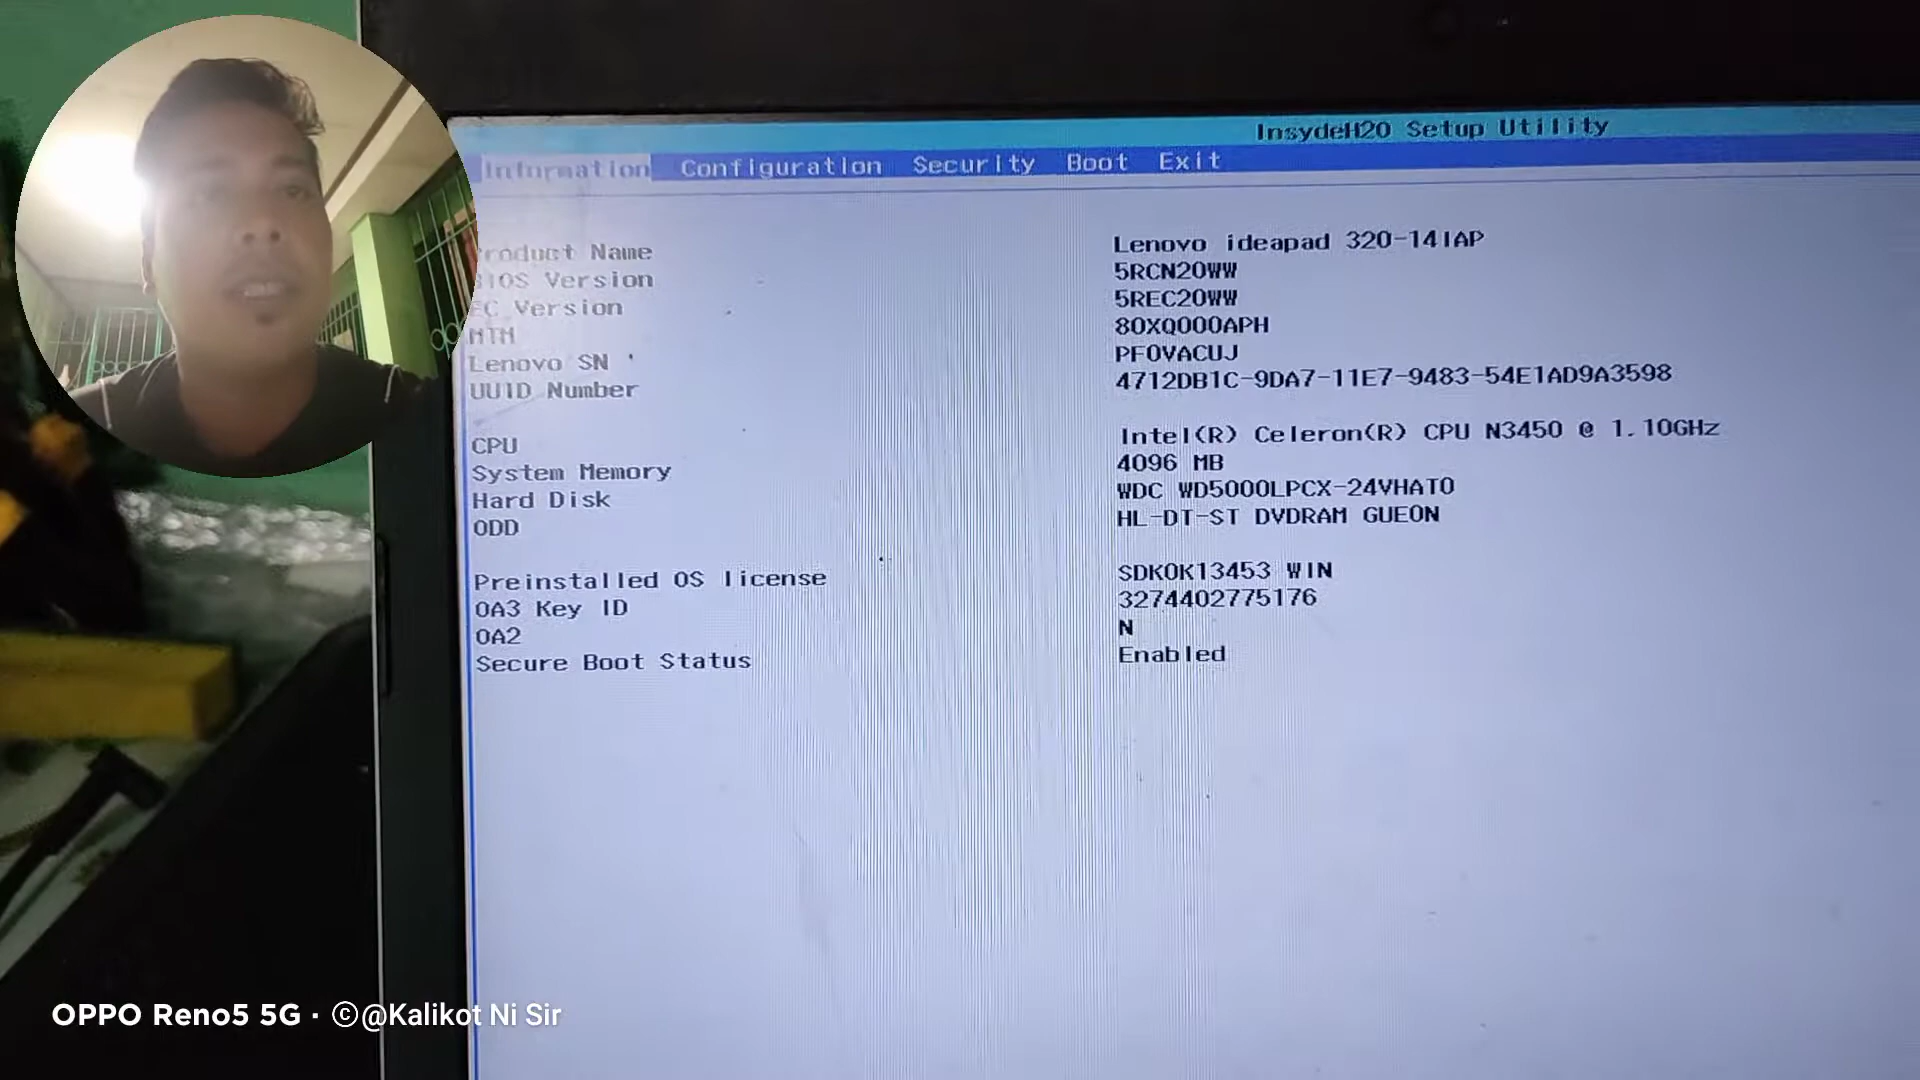 InsydeH2O Setup Utility
Information Configuration Security Boot Exit
Product Name Lenovo ideapad 320-14IAP
BIOS Version 5RCN20WW
EC Version 5REC20WW
MTM 80XQ000APH
Lenovo SN PF0VACUJ
UUID Number 4712DB1C-9DA7-11E7-9483-54E1AD9A3598
CPU Intel(R) Celeron(R) CPU N3450 @ 1.10GHz
System Memory 4096 MB
Hard Disk WDC WD5000LPCX-24VHAT0
ODD HL-DT-ST DVDRAM GUE0N
Preinstalled OS license SDK0K13453 WIN
OA3 Key ID 3274402775176
OA2 N
Secure Boot Status Enabled
OPPO Reno5 5G · ©@Kalikot Ni Sir